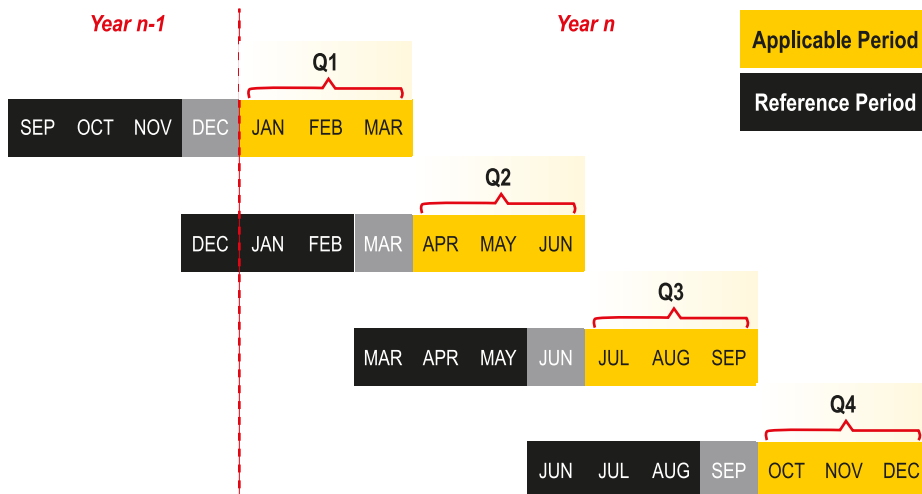 Year n-1
Year n
Applicable Period
Reference Period
Q1
SEP OCT NOV DEC JAN FEB MAR
Q2
DEC JAN FEB MAR APR MAY JUN
Q3
MAR APR MAY JUN JUL AUG SEP
Q4
JUN JUL AUG SEP OCT NOV DEC